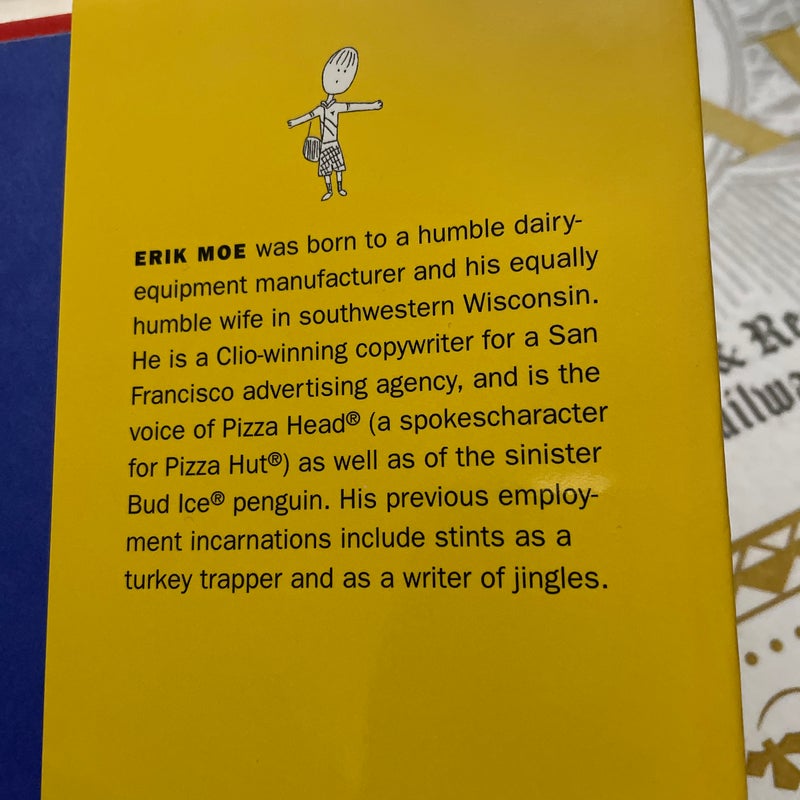 ERIK MOE was born to a humble dairy-
equipment manufacturer and his equally
humble wife in southwestern Wisconsin.
He is a Clio-winning copywriter for a San
Francisco advertising agency, and is the
voice of Pizza Head® (a spokescharacter
for Pizza Hut®) as well as of the sinister
Bud Ice® penguin. His previous employ-
ment incarnations include stints as a
turkey trapper and as a writer of jingles.
& Re